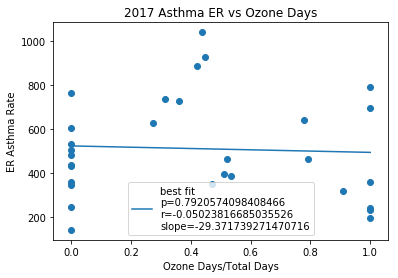 2017 Asthma ER vs Ozone Days
1000
800
600
400
200
ER Asthma Rate
best fit
p=0.7920574098408466
r=-0.05023816685035526
slope=-29.371739271470716
0.0 0.2 0.4 0.6 0.8 1.0
Ozone Days/Total Days